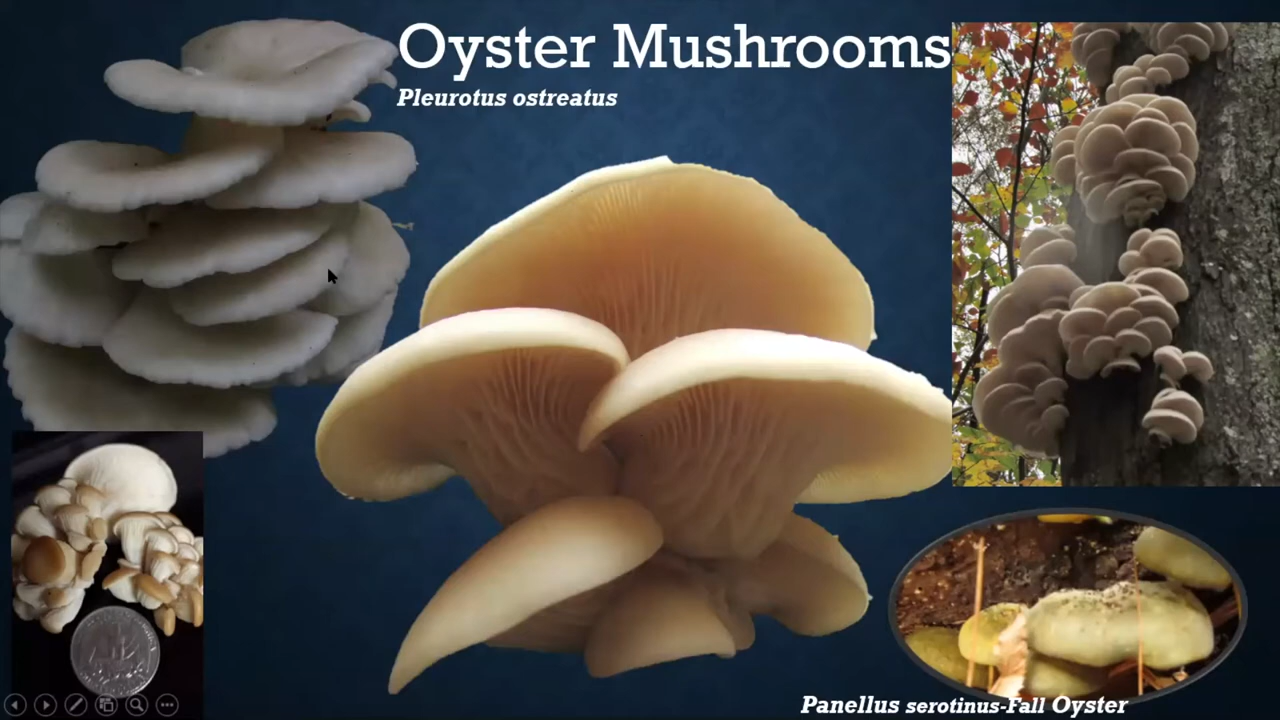 Oyster Mushrooms
Pleurotus ostreatus
Panellus serotinus-Fall Oyster